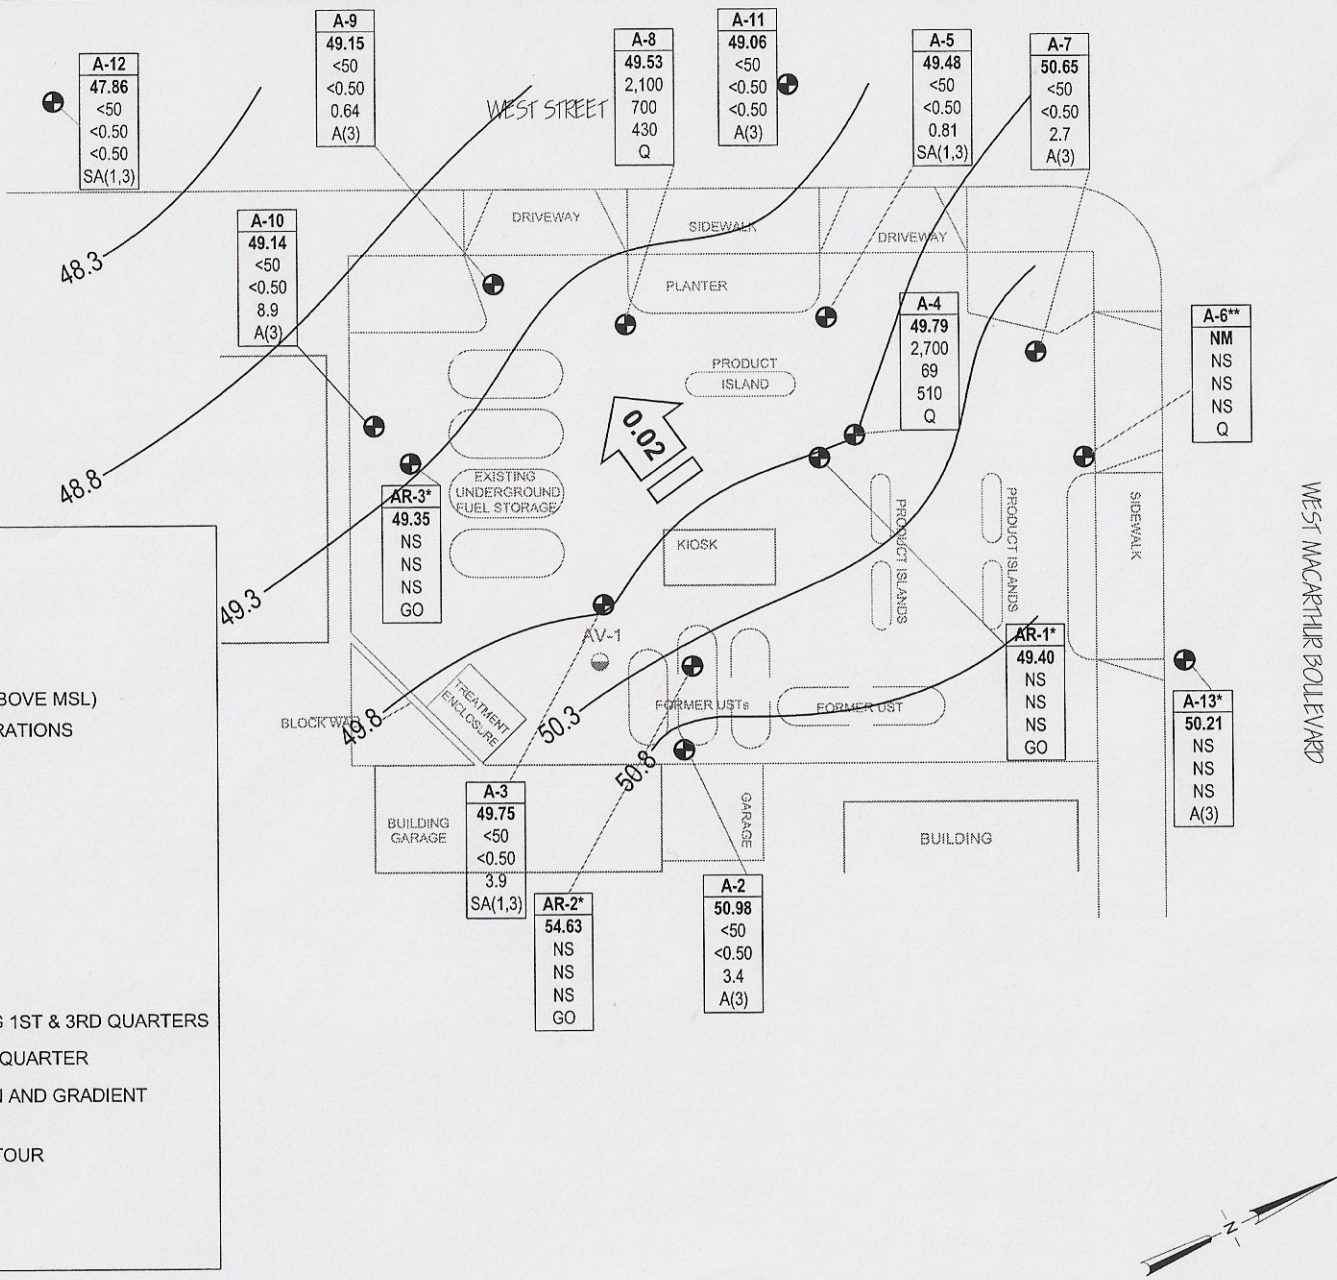 A-9
49.15
<50
<0.50
0.64
A(3)
A-11
49.06
<50
<0.50
<0.50
A(3)
A-8
49.53
2,100
700
430
Q
A-5
49.48
<50
<0.50
0.81
SA(1,3)
A-7
50.65
<50
<0.50
2.7
A(3)
A-12
47.86
<50
<0.50
<0.50
SA(1,3)
WEST STREET
A-10
49.14
<50
<0.50
8.9
A(3)
DRIVEWAY
SIDEWALK
DRIVEWAY
48.3
PLANTER
A-4
49.79
2,700
69
510
Q
A-6**
NM
NS
NS
NS
Q
PRODUCT
ISLAND
0.02
48.8
EXISTING
UNDERGROUND
FUEL STORAGE
AR-3*
49.35
NS
NS
NS
GO
PRODUCT ISLANDS
PRODUCT ISLANDS
SIDEWALK
WEST MACARTHUR BOULEVARD
KIOSK
49.3
AV-1
AR-1*
49.40
NS
NS
NS
GO
TREATMENT
ENCLOSURE
BLOCK WALL
49.8
50.3
FORMER USTs
FORMER UST
50.8
A-13*
50.21
NS
NS
NS
A(3)
BOVE MSL)
RATIONS
A-3
49.75
<50
<0.50
3.9
SA(1,3)
BUILDING
GARAGE
GARAGE
BUILDING
AR-2*
54.63
NS
NS
NS
GO
A-2
50.98
<50
<0.50
3.4
A(3)
G 1ST & 3RD QUARTERS
QUARTER
N AND GRADIENT
TOUR
N